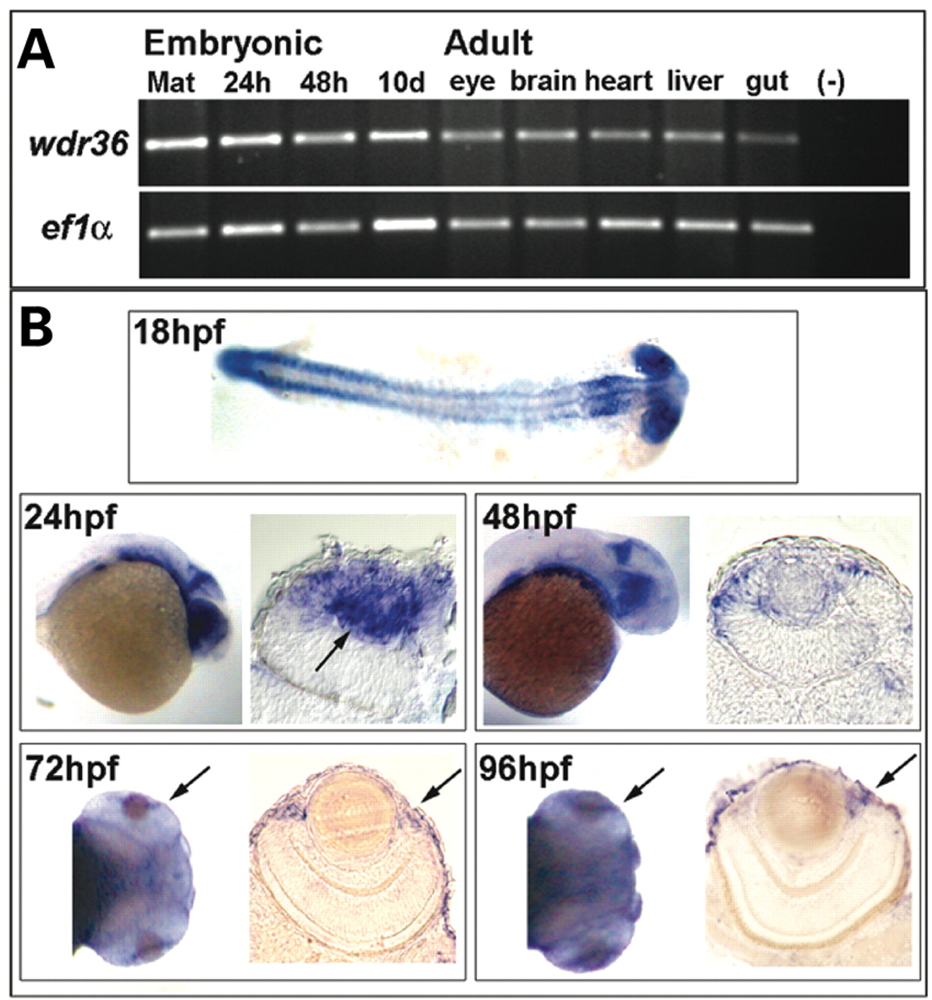 A
Embryonic Adult
Mat 24h 48h 10d eye brain heart liver gut (-)
wdr36
ef1α
B
18hpf
24hpf 48hpf
72hpf 96hpf